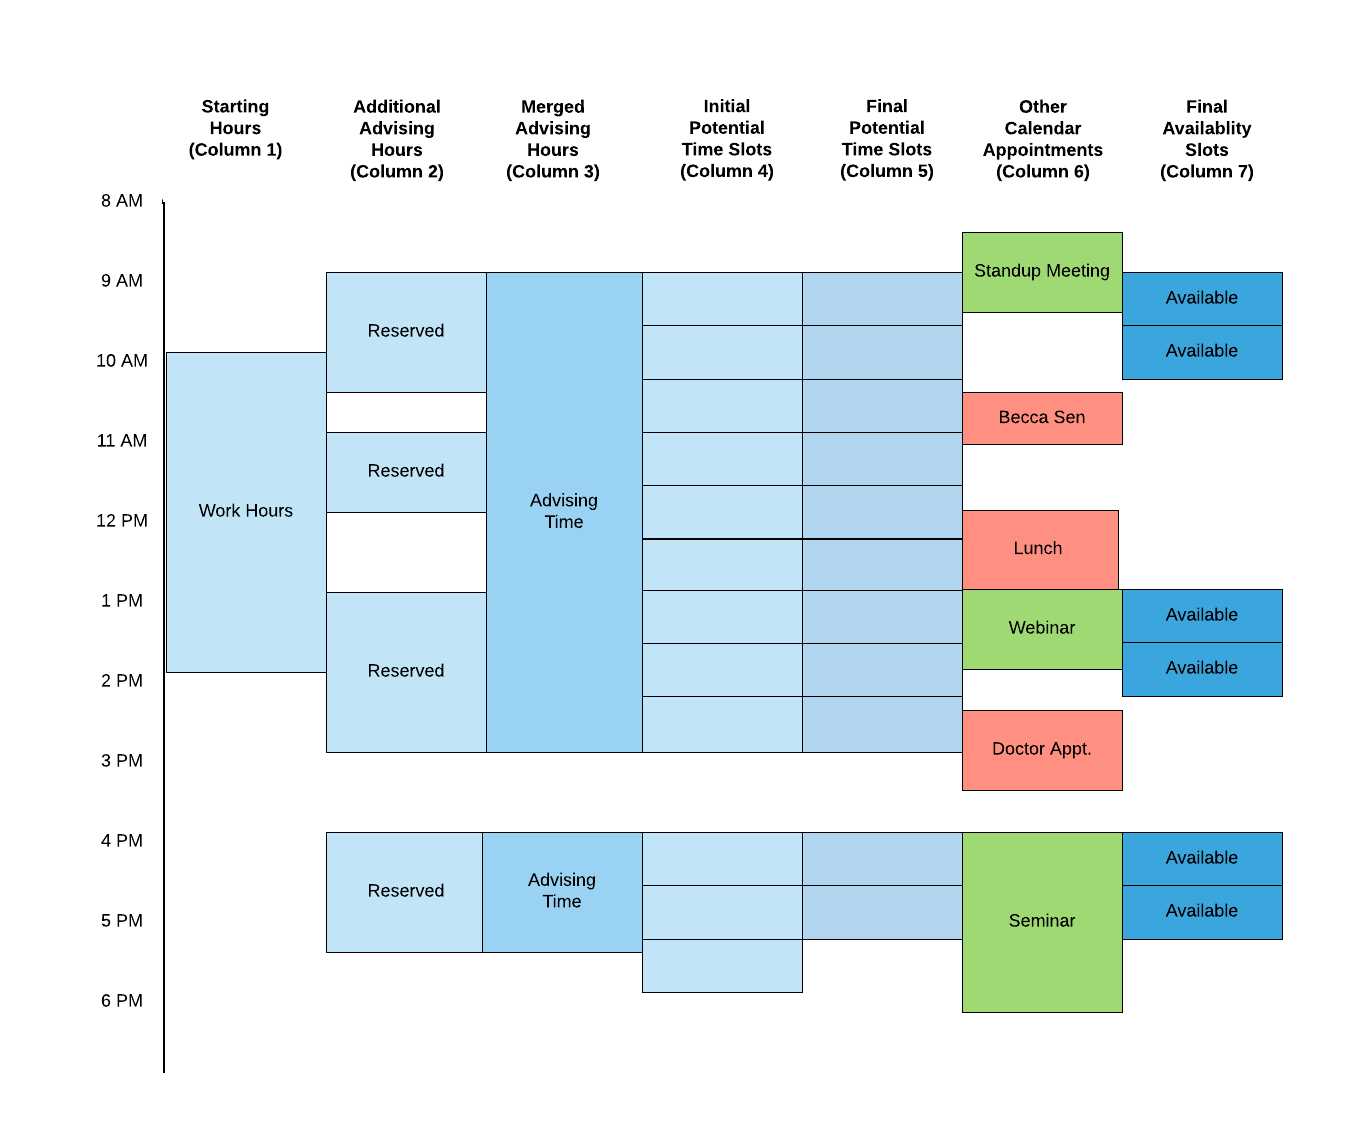 Starting
Hours
(Column 1)
Additional
Advising
Hours
(Column 2)
Merged
Advising
Hours
(Column 3)
Initial
Potential
Time Slots
(Column 4)
Final
Potential
Time Slots
(Column 5)
Other
Calendar
Appointments
(Column 6)
Final
Availablity
Slots
(Column 7)
8 AM
9 AM
10 AM
11 AM
12 PM
1 PM
2 PM
3 PM
4 PM
5 PM
6 PM
Work Hours
Reserved
Reserved
Reserved
Reserved
Advising
Time
Advising
Time
Standup Meeting
Becca Sen
Lunch
Webinar
Doctor Appt.
Seminar
Available
Available
Available
Available
Available
Available